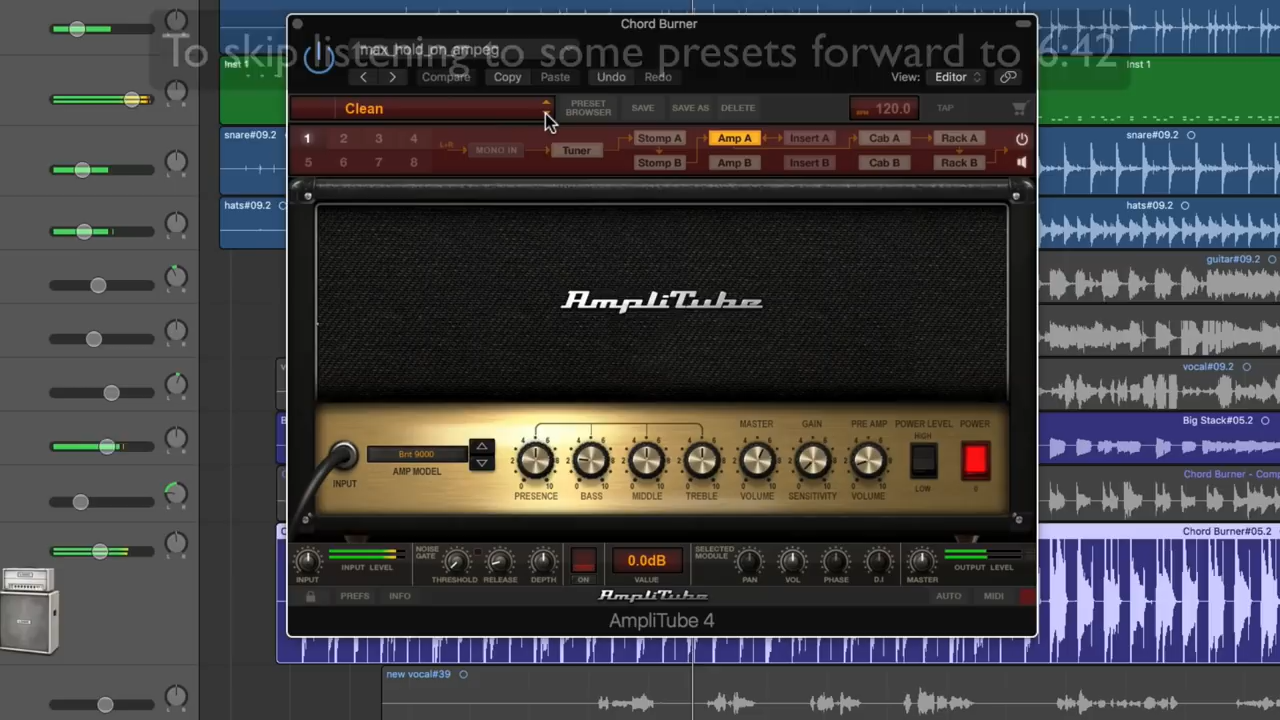 Chord Burner
To skip listening to some presets forward to 6:42
max_hold_on_ampeg
Compare Copy Paste Undo Redo View: Editor
Inst 1
Inst 1
Clean
PRESET BROWSER
SAVE SAVE AS DELETE
BPM 120.0 TAP
1 2 3 4
5 6 7 8
L+R MONO IN Tuner
Stomp A Amp A Insert A Cab A Rack A
Stomp B Amp B Insert B Cab B Rack B
snare#09.2
snare#09.2
hats#09.2
hats#09.2
guitar#09.2
AmpliTube
vocal#09.2
Big Stack#05.2
MASTER GAIN PRE AMP POWER LEVEL POWER
HIGH
Brit 9000
AMP MODEL
INPUT
PRESENCE BASS MIDDLE TREBLE VOLUME SENSITIVITY VOLUME LOW
Chord Burner - Comp
Chord Burner#05.2
INPUT INPUT LEVEL
NOISE GATE
THRESHOLD RELEASE DEPTH ON
0.0dB
VALUE
SELECTED MODULE
PAN VOL PHASE D.I
MASTER OUTPUT LEVEL
PREFS INFO
AmpliTube
AUTO MIDI
AmpliTube 4
new vocal#39